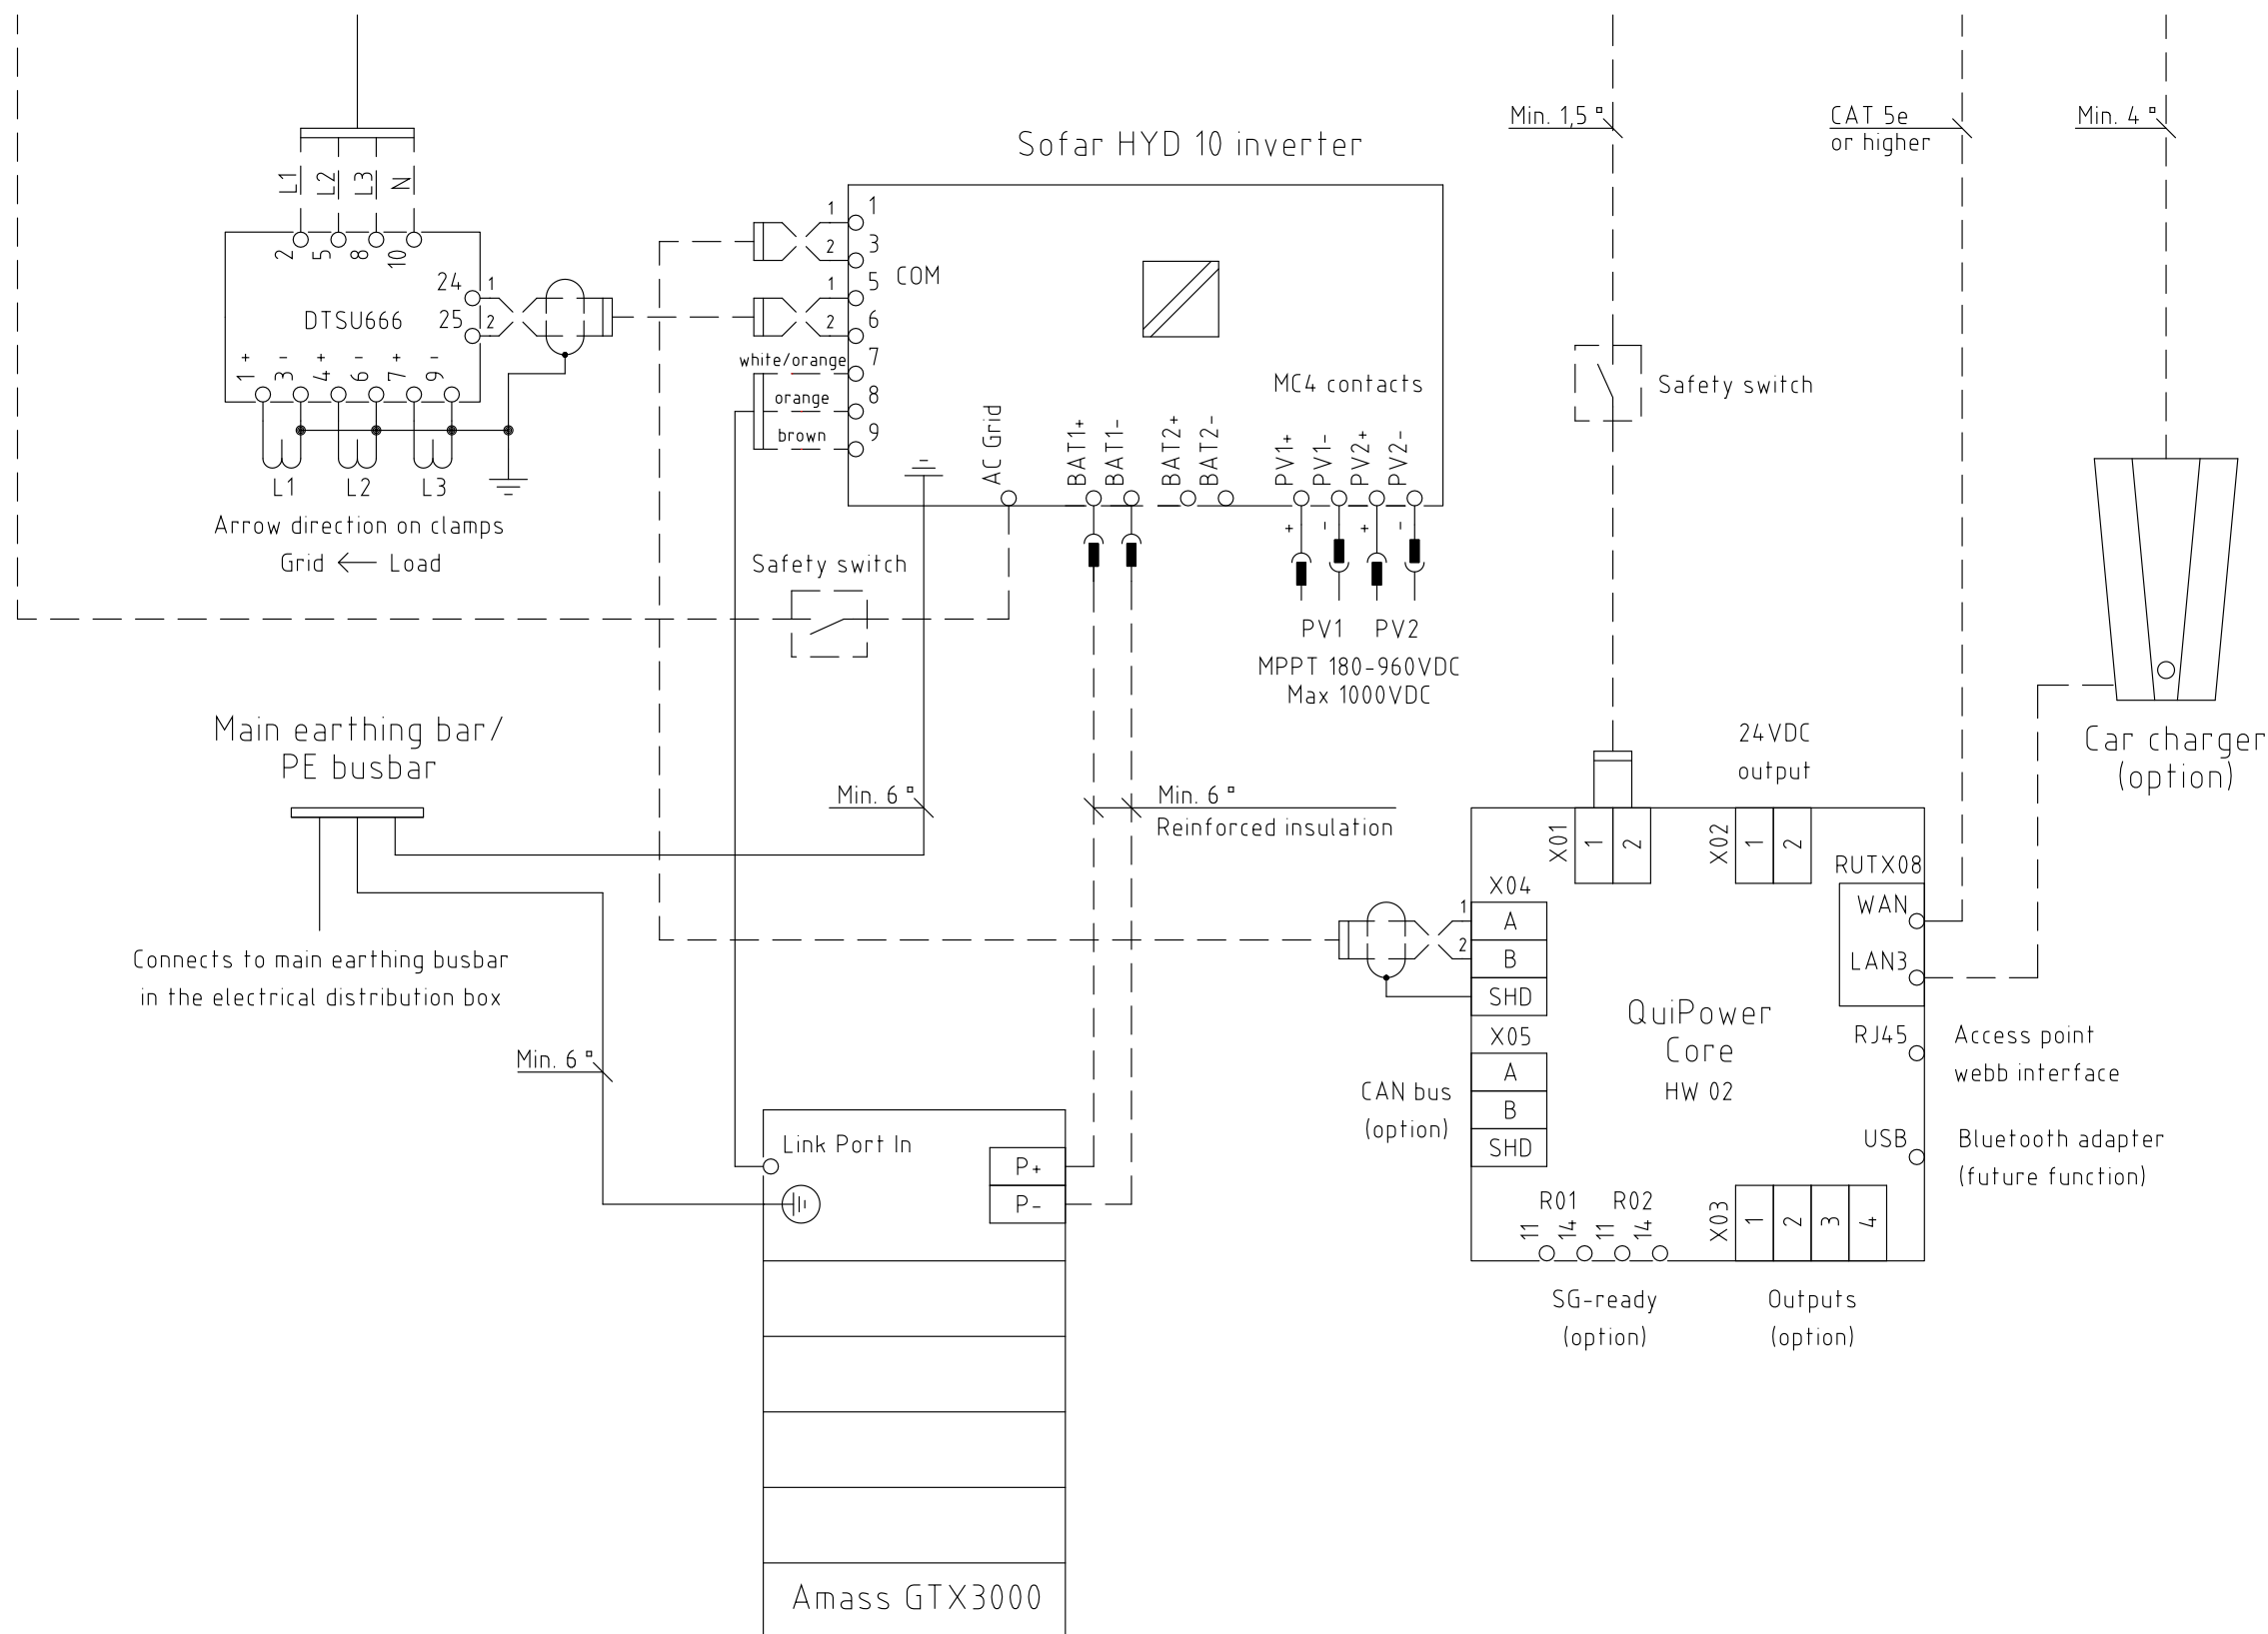 Min. 1,5 ▫
CAT 5e
or higher
Min. 4 ▫
Sofar HYD 10 inverter
L1
L2
L3
N
2
5
8
10
24
1
25
2
DTSU666
1 +
3 -
4 +
6 -
7 +
9 -
L1
L2
L3
Arrow direction on clamps
Grid ← Load
1
1
2
3
COM
1
5
2
6
white/orange
7
orange
8
brown
9
AC Grid
BAT1+
BAT1-
BAT2+
BAT2-
MC4 contacts
PV1+
PV1-
PV2+
PV2-
+
-
+
-
PV1
PV2
MPPT 180-960VDC
Max 1000VDC
Safety switch
Safety switch
Main earthing bar/
PE busbar
Connects to main earthing busbar
in the electrical distribution box
Min. 6 ▫
Min. 6 ▫
Reinforced insulation
Min. 6 ▫
Car charger
(option)
24VDC
output
X01
1
2
X02
1
2
RUTX08
WAN
LAN3
X04
1
A
2
B
SHD
X05
A
B
SHD
CAN bus
(option)
QuiPower
Core
HW 02
RJ45
Access point
webb interface
USB
Bluetooth adapter
(future function)
R01
R02
11
14
11
14
X03
1
2
3
4
SG-ready
(option)
Outputs
(option)
Link Port In
P+
P-
Amass GTX3000